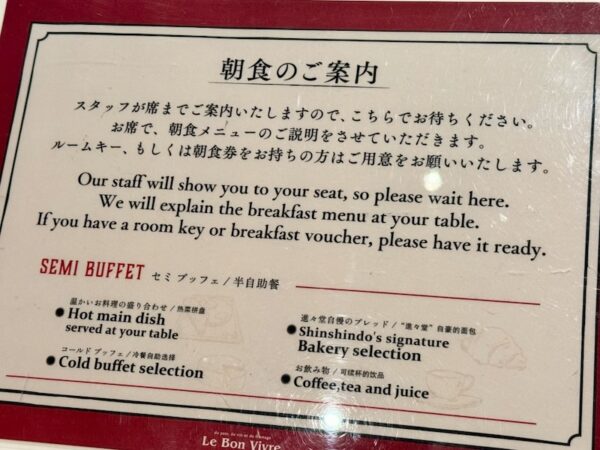 朝食のご案内
スタッフが席までご案内いたしますので、こちらでお待ちください。
お席で、朝食メニューのご説明をさせていただきます。
ルームキー、もしくは朝食券をお持ちの方はご用意をお願いいたします。
Our staff will show you to your seat, so please wait here.
We will explain the breakfast menu at your table.
If you have a room key or breakfast voucher, please have it ready.
SEMI BUFFET セミ ブッフェ / 半自助餐
温かいお料理の盛り合わせ / 热菜拼盘
Hot main dish
served at your table
コールド ブッフェ / 冷餐自助选择
Cold buffet selection
進々堂自慢のブレッド / “進々堂”自豪的面包
Shinshindo's signature
Bakery selection
お飲み物 / 可续杯的饮品
Coffee,tea and juice
Le Bon Vivre